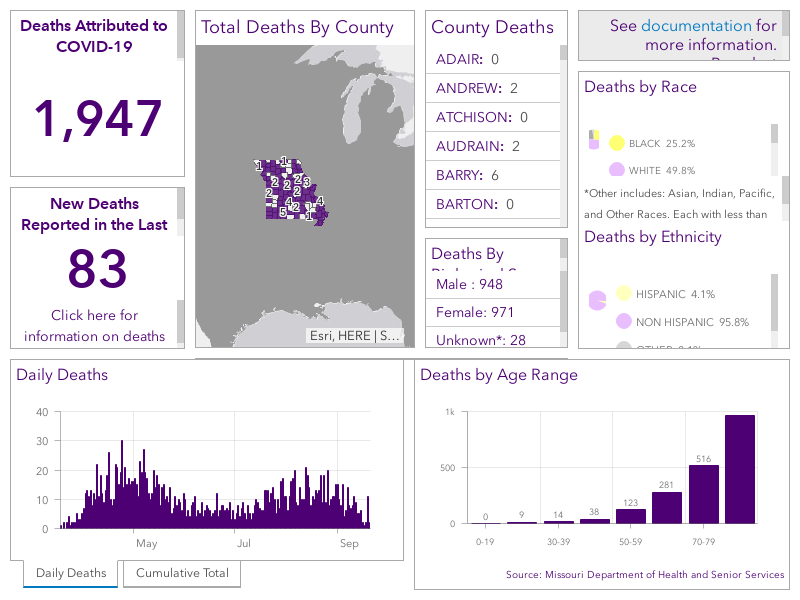 Deaths Attributed to
COVID-19
1,947
New Deaths
Reported in the Last
83
Click here for
information on deaths
Total Deaths By County
1
1
2
2
2
3
2
2
4
2
4
5
1
Esri, HERE | S…
County Deaths
ADAIR: 0
ANDREW: 2
ATCHISON: 0
AUDRAIN: 2
BARRY: 6
BARTON: 0
Deaths By
Male : 948
Female: 971
Unknown*: 28
See documentation for
more information.
Deaths by Race
BLACK 25.2%
WHITE 49.8%
*Other includes: Asian, Indian, Pacific,
and Other Races. Each with less than
Deaths by Ethnicity
HISPANIC 4.1%
NON HISPANIC 95.8%
Daily Deaths
40
30
20
10
0
May
Jul
Sep
Daily Deaths
Cumulative Total
Deaths by Age Range
1k
500
0
0
9
14
38
123
281
516
0-19
30-39
50-59
70-79
Source: Missouri Department of Health and Senior Services